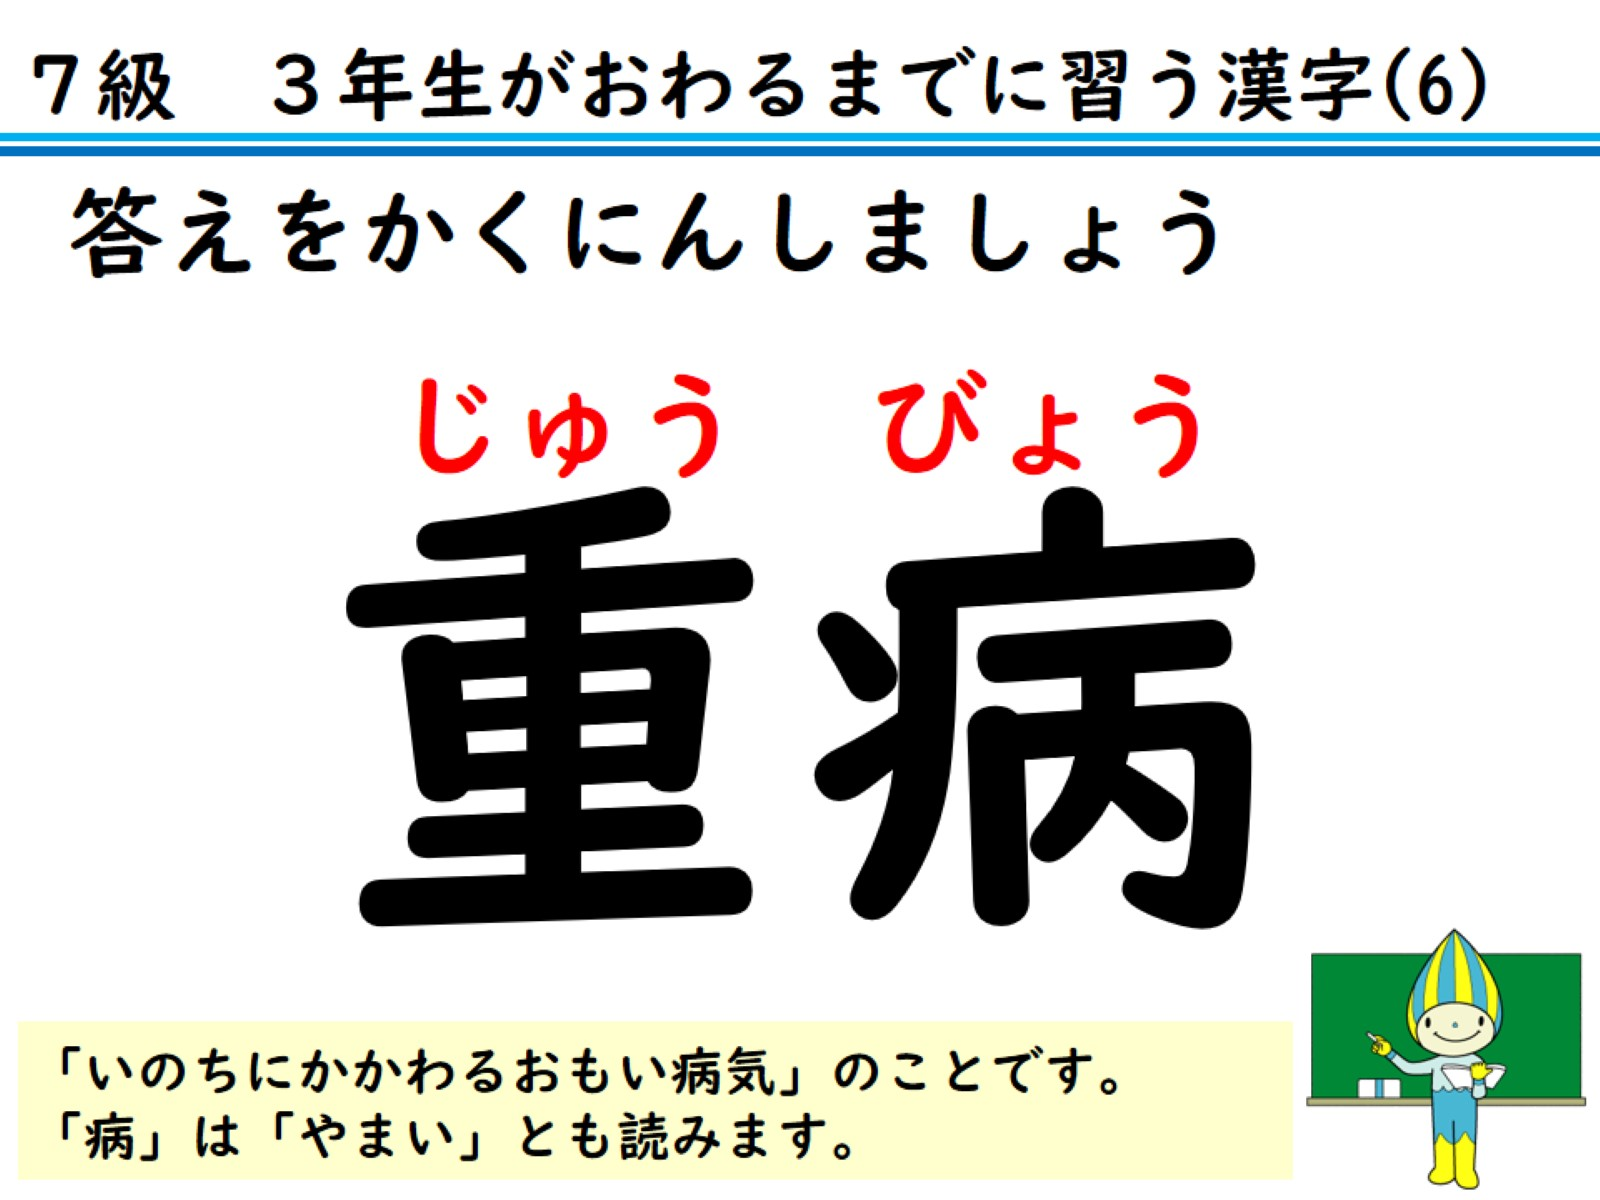 ７級　３年生がおわるまでに習う漢字(6)
答えをかくにんしましょう
じゅう　びょう
重病
「いのちにかかわるおもい病気」のことです。
「病」は「やまい」とも読みます。